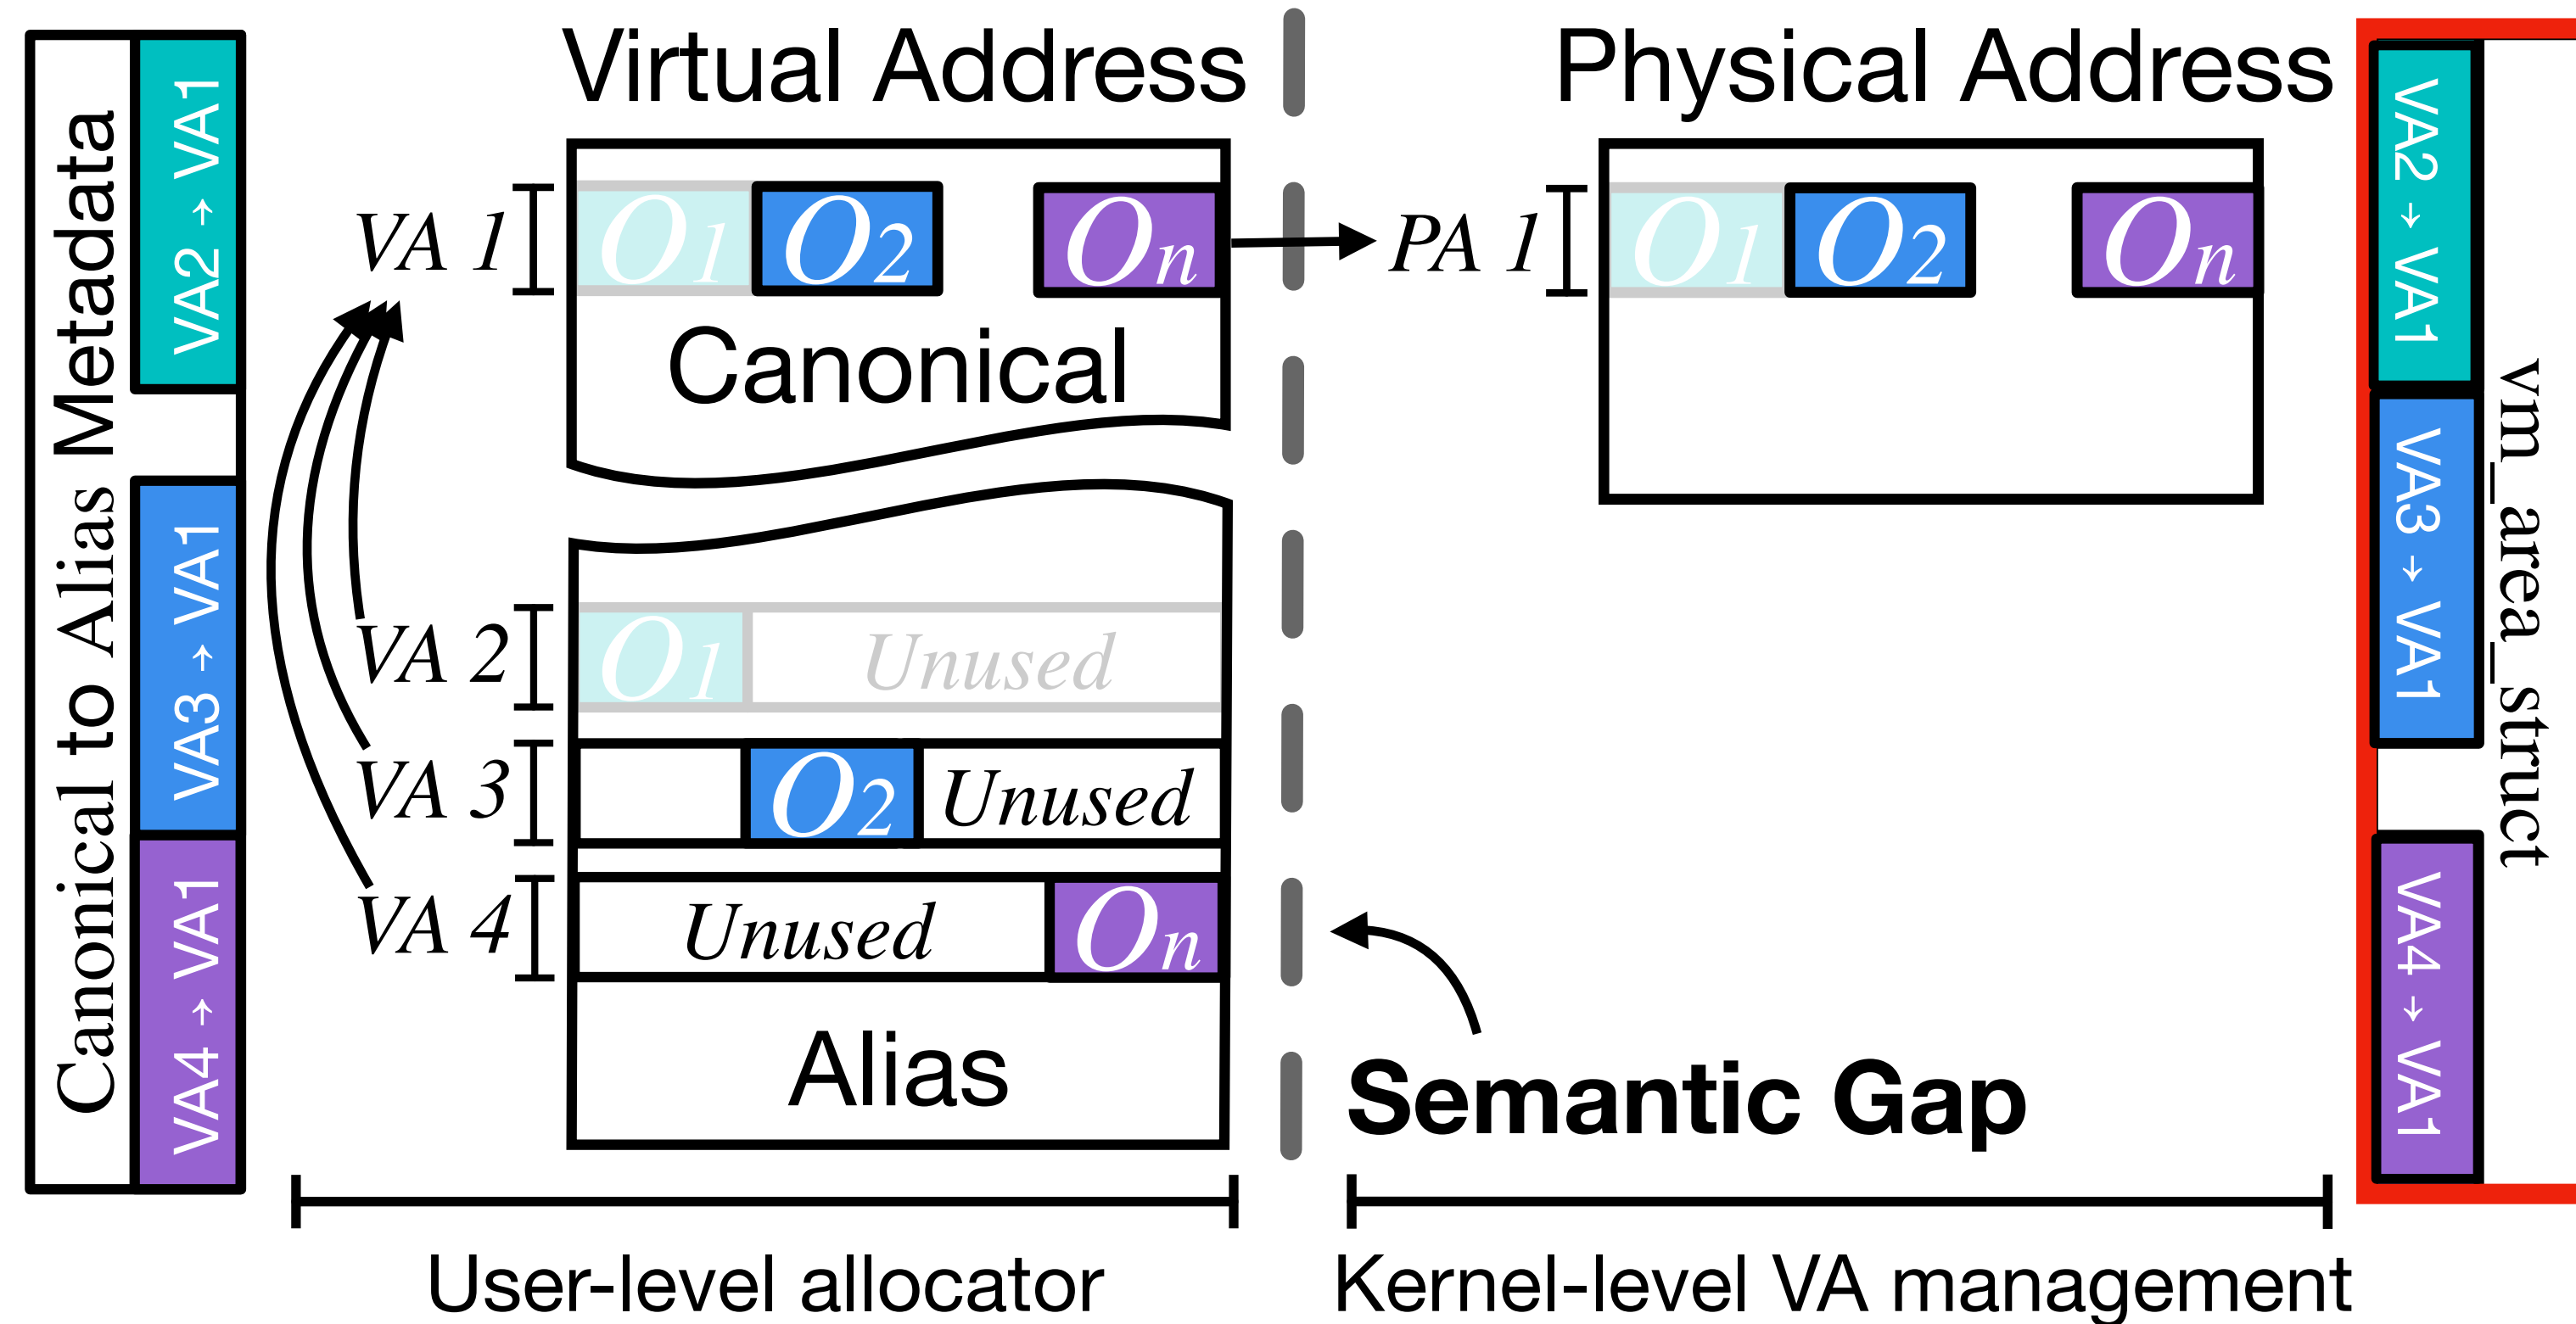 Canonical to Alias Metadata
VA2 → VA1
VA3 → VA1
VA4 → VA1
Virtual Address
VA 1
O1
O2
On
Canonical
VA 2
O1
Unused
VA 3
O2
Unused
VA 4
Unused
On
Alias
User-level allocator
Physical Address
PA 1
O1
O2
On
Semantic Gap
Kernel-level VA management
VA2 → VA1
VA3 → VA1
VA4 → VA1
vm_area_struct